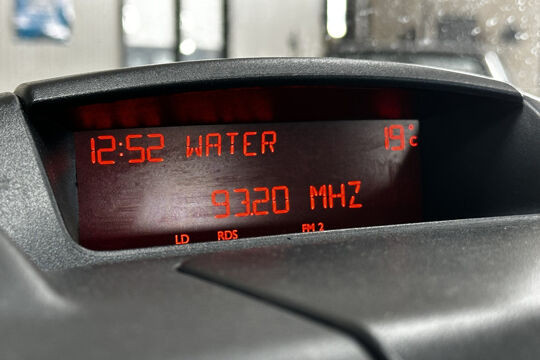 12:52 WATER 19°C
93.20 MHZ
LD RDS FM 2